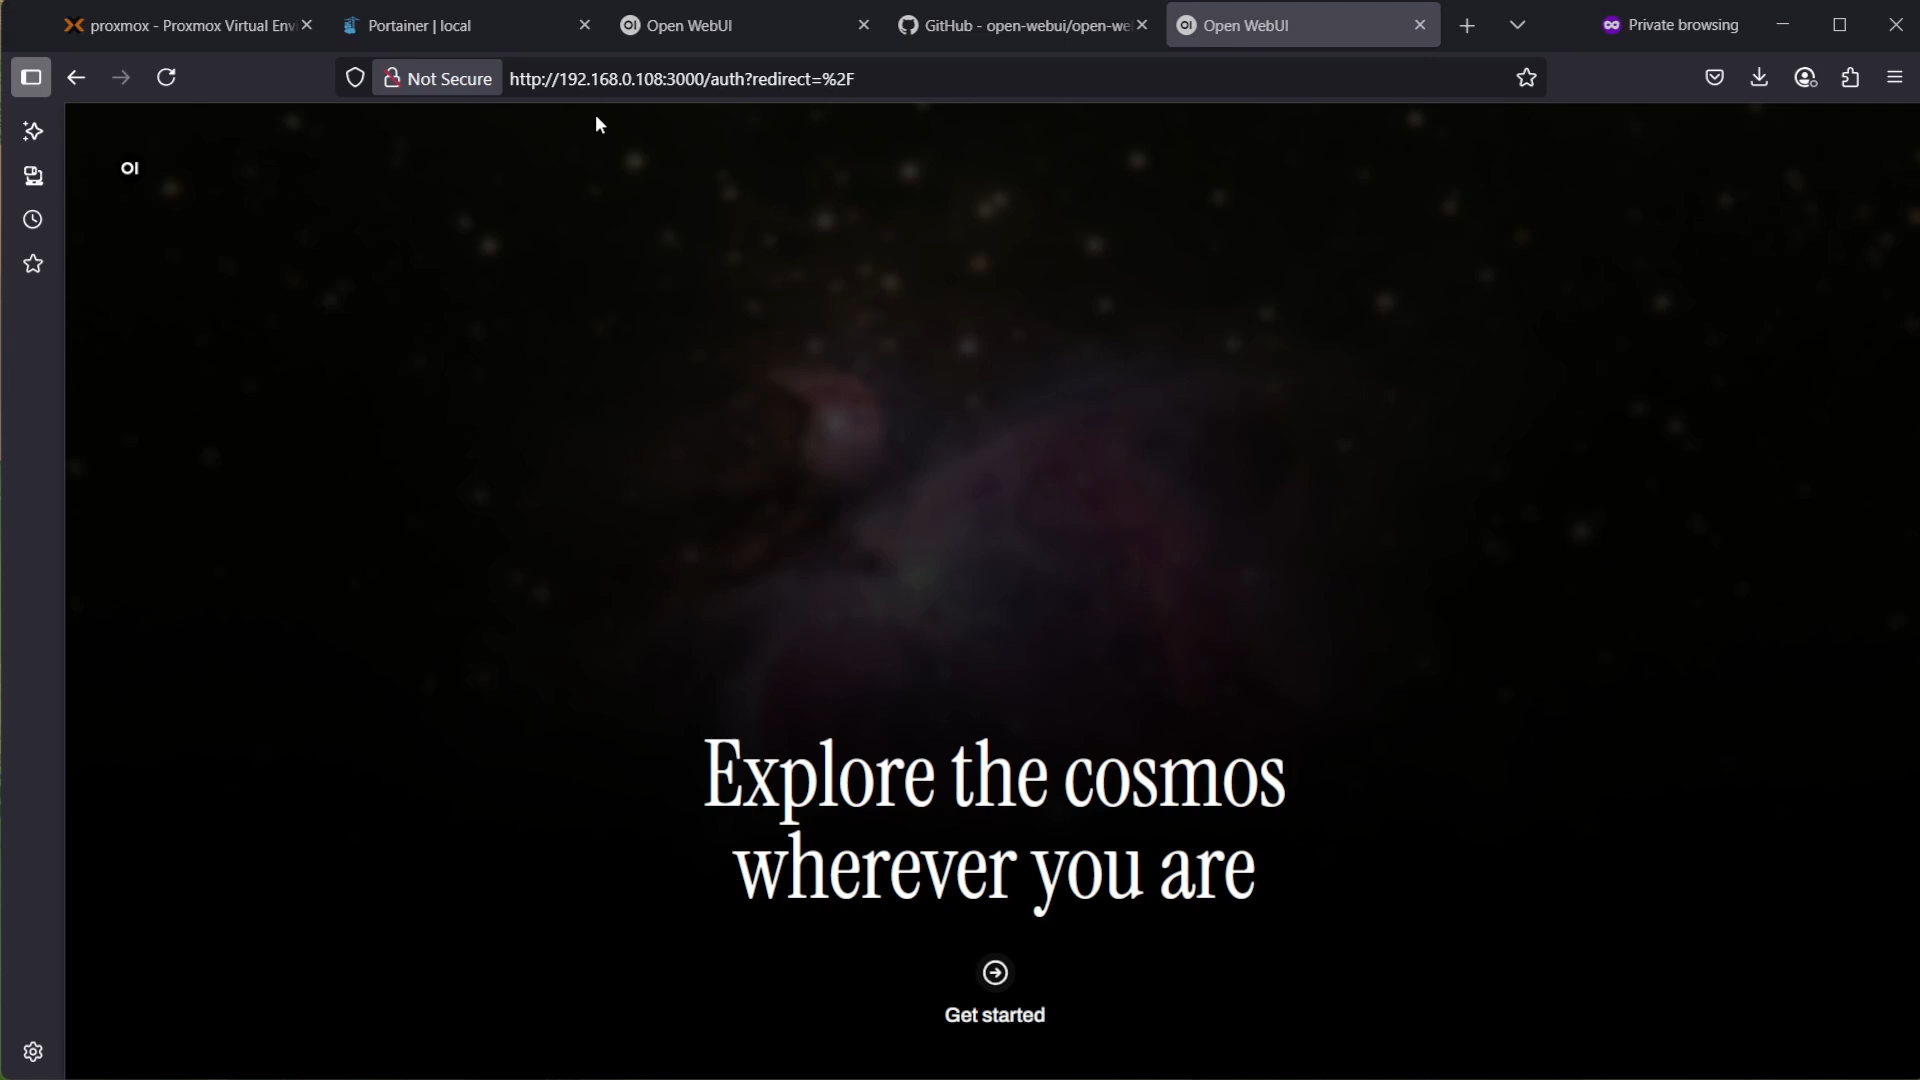 proxmox - Proxmox Virtual Envi
Portainer | local
Open WebUI
GitHub - open-webui/open-we
Open WebUI
Private browsing
Not Secure
http://192.168.0.108:3000/auth?redirect=%2F
OI
Explore the cosmos
wherever you are
Get started